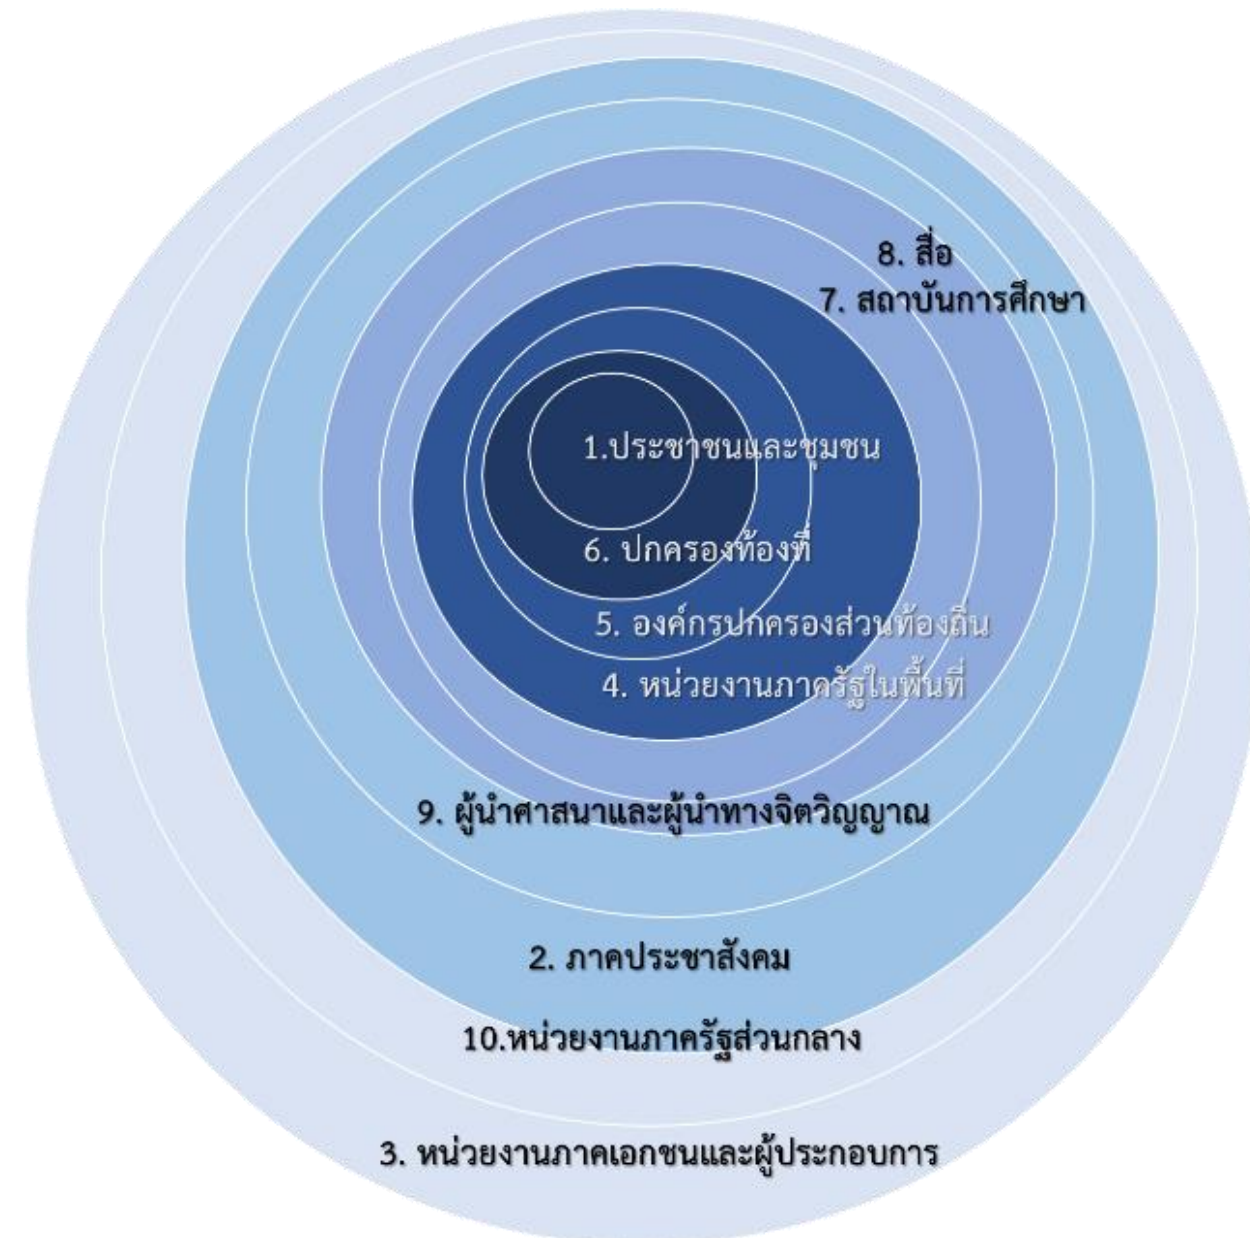 8. สื่อ
7. สถาบันการศึกษา
1.ประชาชนและชุมชน
6. ปกครองท้องที่
5. องค์กรปกครองส่วนท้องถิ่น
4. หน่วยงานภาครัฐในพื้นที่
9. ผู้นำศาสนาและผู้นำทางจิตวิญญาณ
2. ภาคประชาสังคม
10.หน่วยงานภาครัฐส่วนกลาง
3. หน่วยงานภาคเอกชนและผู้ประกอบการ